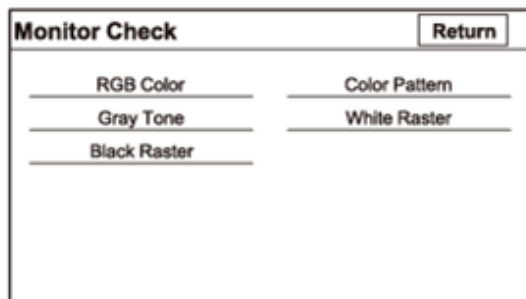 Monitor Check Return
RGB Color Color Pattern
Gray Tone White Raster
Black Raster